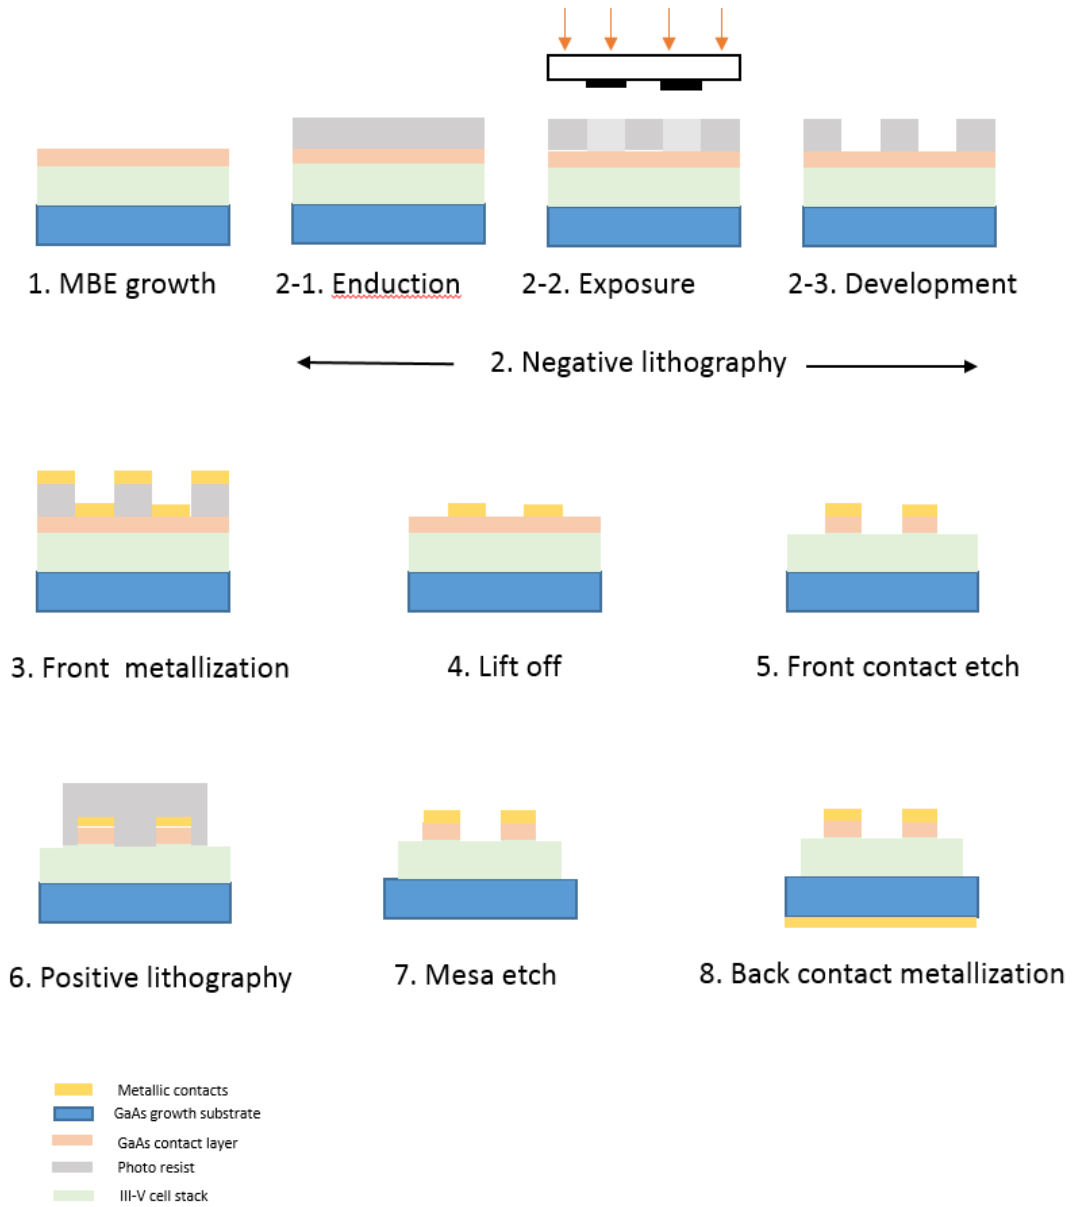 1. MBE growth
2-1. Enduction
2-2. Exposure
2-3. Development
2. Negative lithography
3. Front metallization
4. Lift off
5. Front contact etch
6. Positive lithography
7. Mesa etch
8. Back contact metallization
Metallic contacts
GaAs growth substrate
GaAs contact layer
Photo resist
III-V cell stack